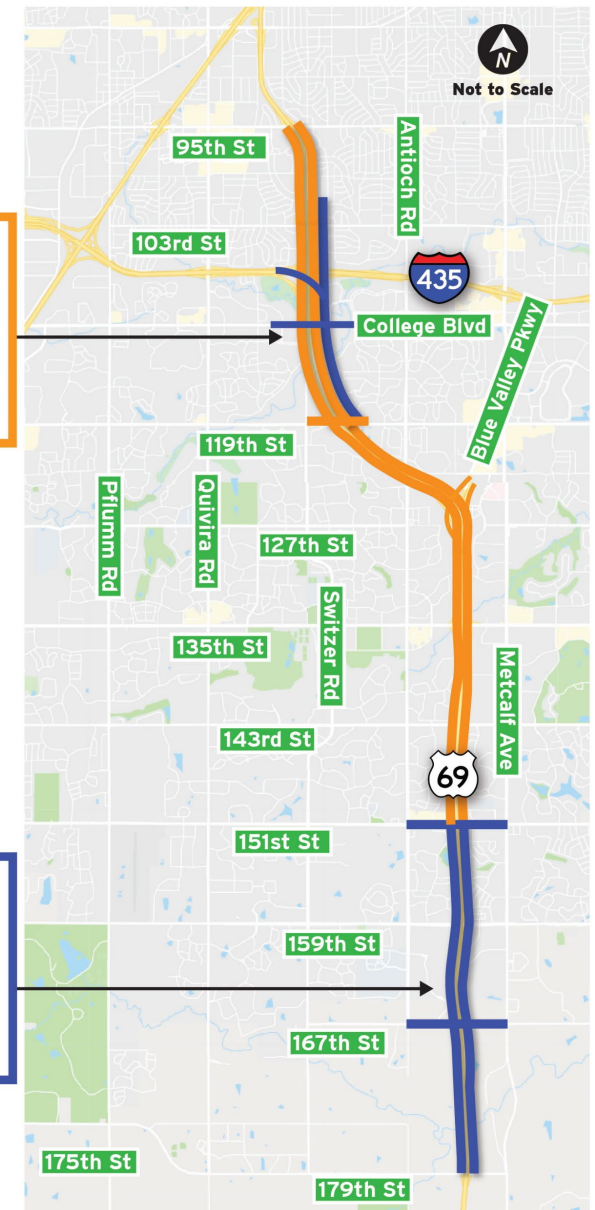 N
Not to Scale
95th St
Antioch Rd
103rd St
435
College Blvd
Blue Valley Pkwy
119th St
Pflumm Rd
Quivira Rd
127th St
Switzer Rd
135th St
Metcalf Ave
143rd St
69
151st St
159th St
167th St
175th St
179th St